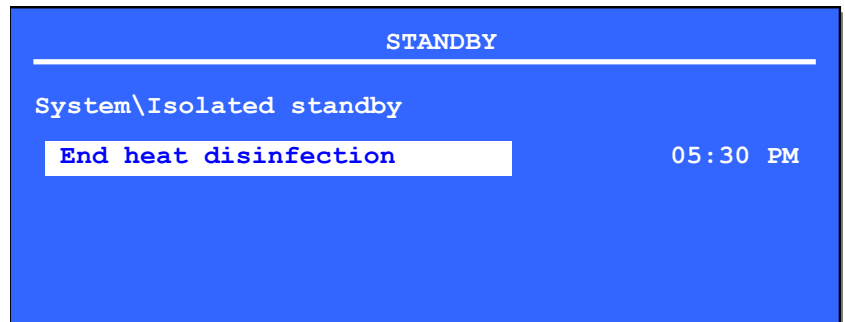 STANDBY
System\Isolated standby
End heat disinfection 05:30 PM